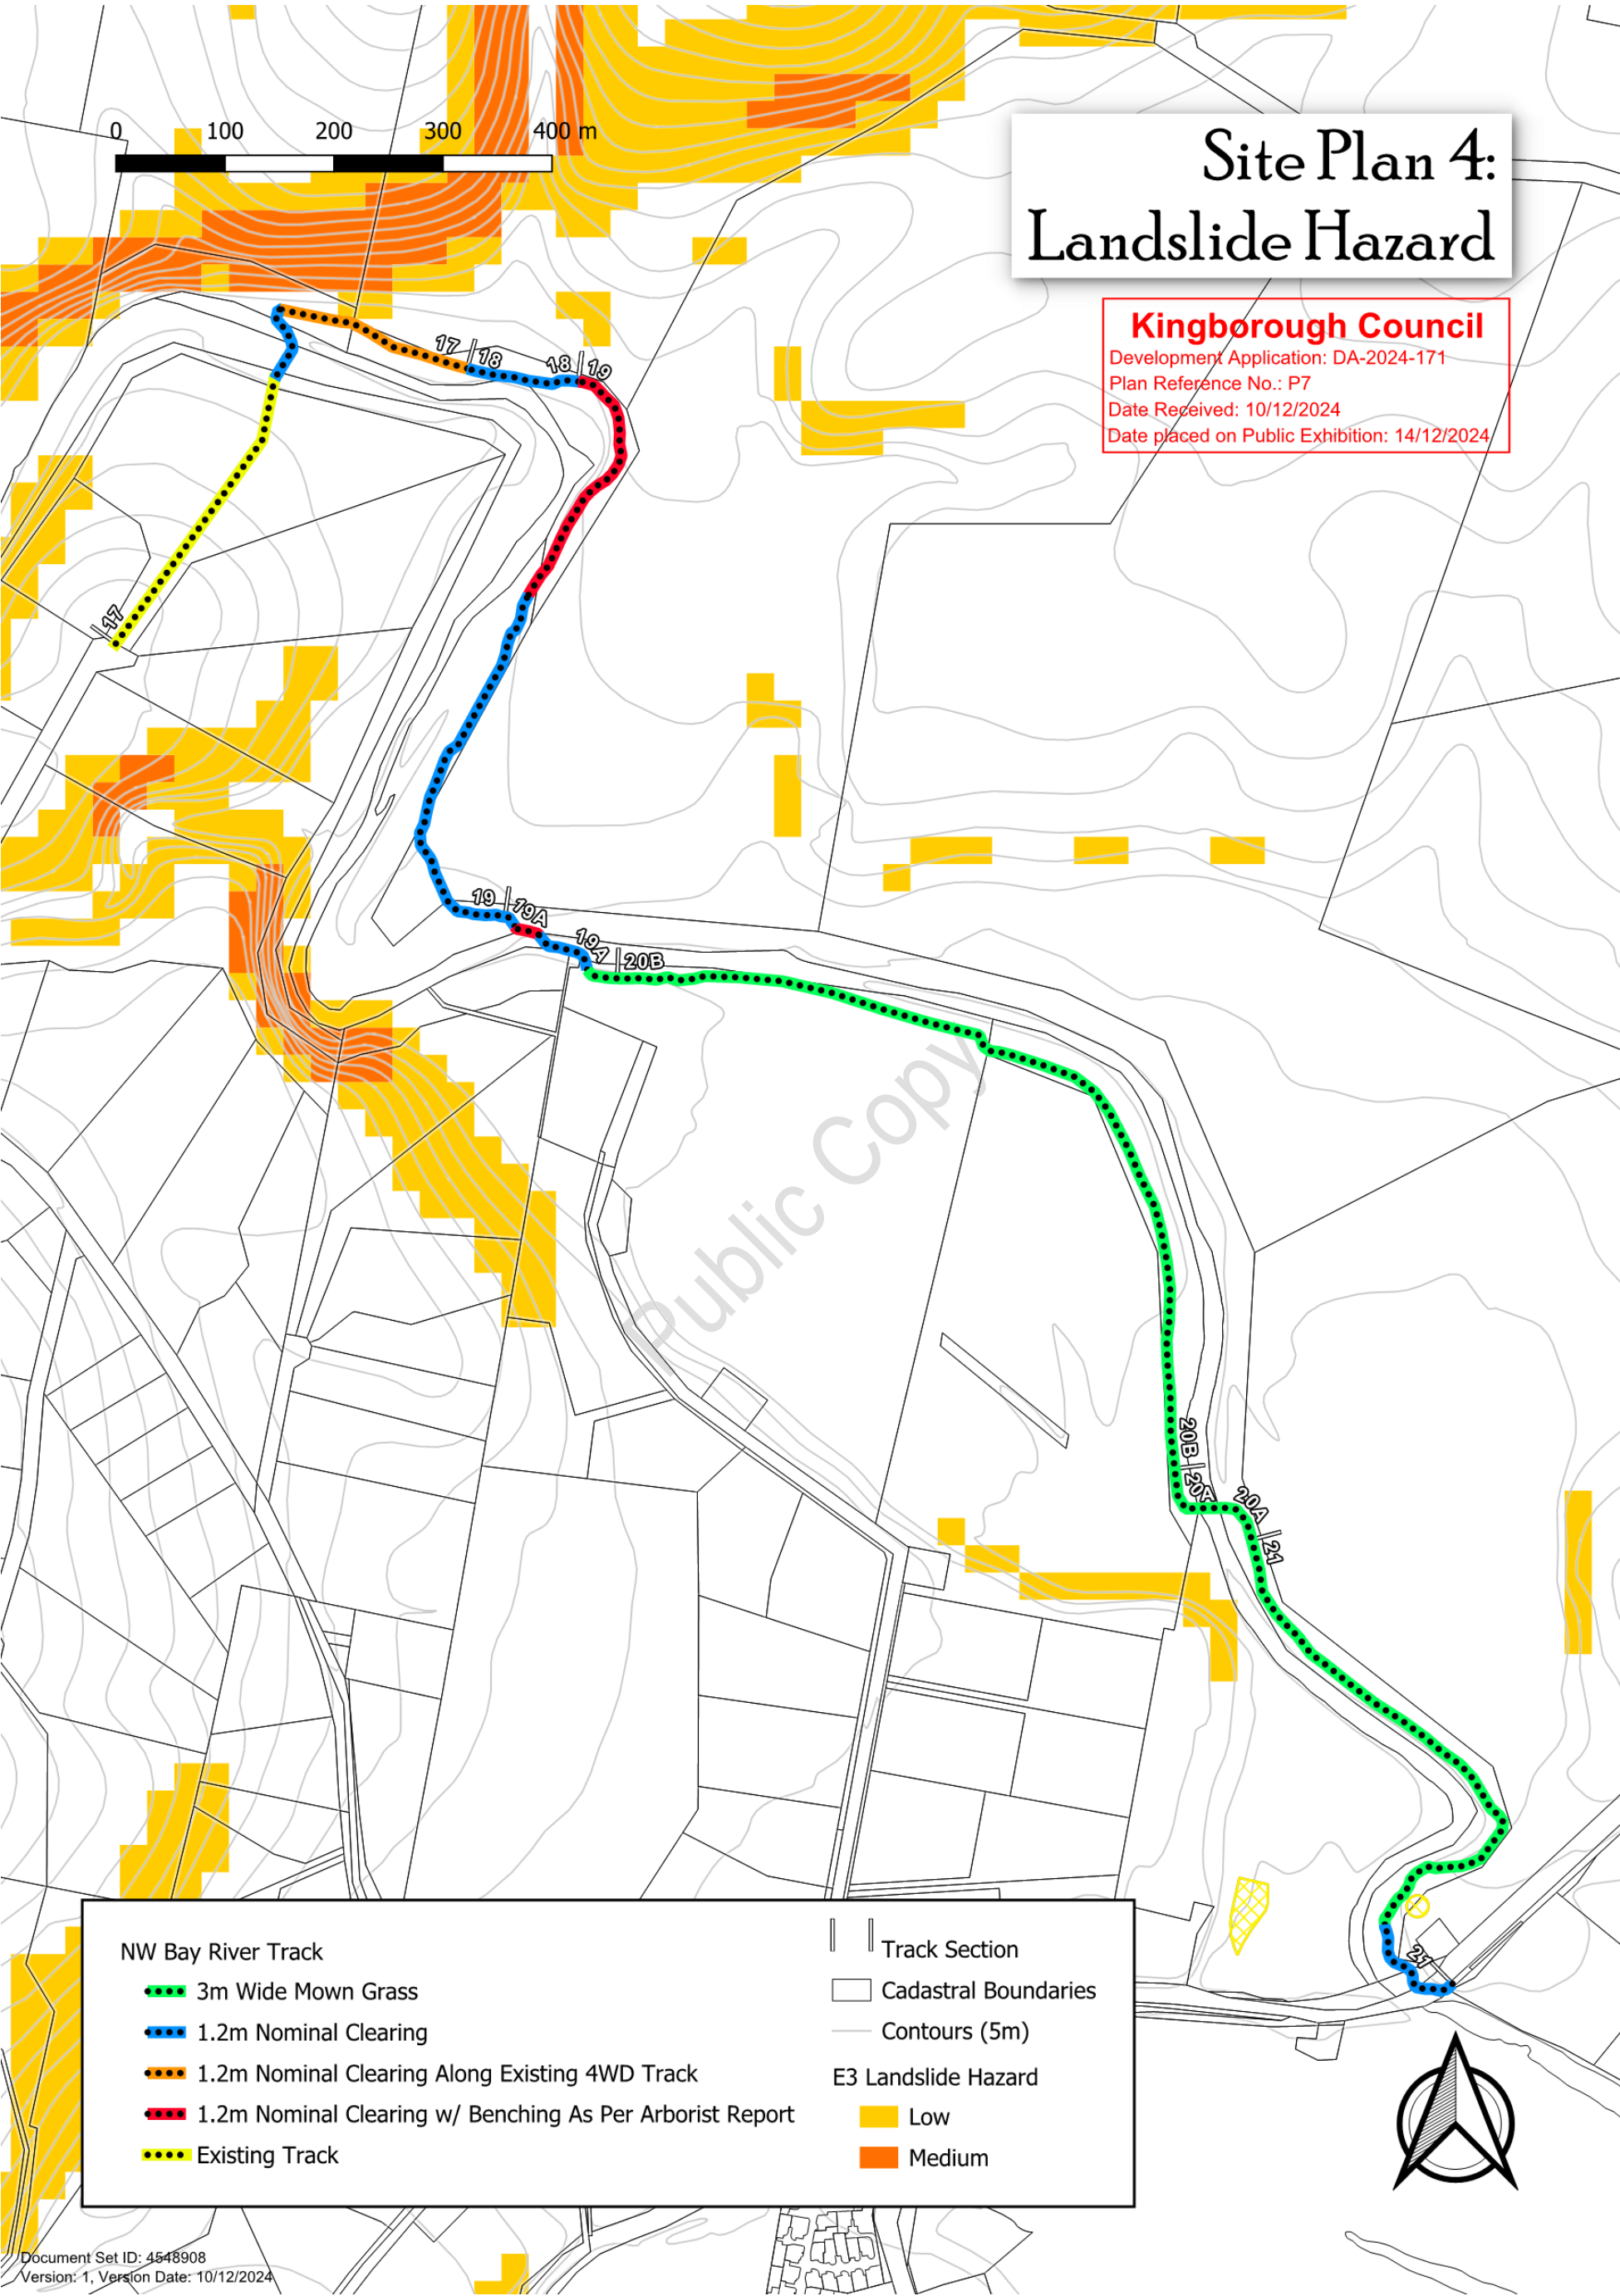 0 100 200 300 400 m
Site Plan 4:
Landslide Hazard
Kingborough Council
Development Application: DA-2024-171
Plan Reference No.: P7
Date Received: 10/12/2024
Date placed on Public Exhibition: 14/12/2024
17 18
18 19
17
19 19A
19A 20B
Public Copy
20B 20A
20A 21
21
NW Bay River Track
3m Wide Mown Grass
1.2m Nominal Clearing
1.2m Nominal Clearing Along Existing 4WD Track
1.2m Nominal Clearing w/ Benching As Per Arborist Report
Existing Track
Track Section
Cadastral Boundaries
Contours (5m)
E3 Landslide Hazard
Low
Medium
Document Set ID: 4548908
Version: 1, Version Date: 10/12/2024